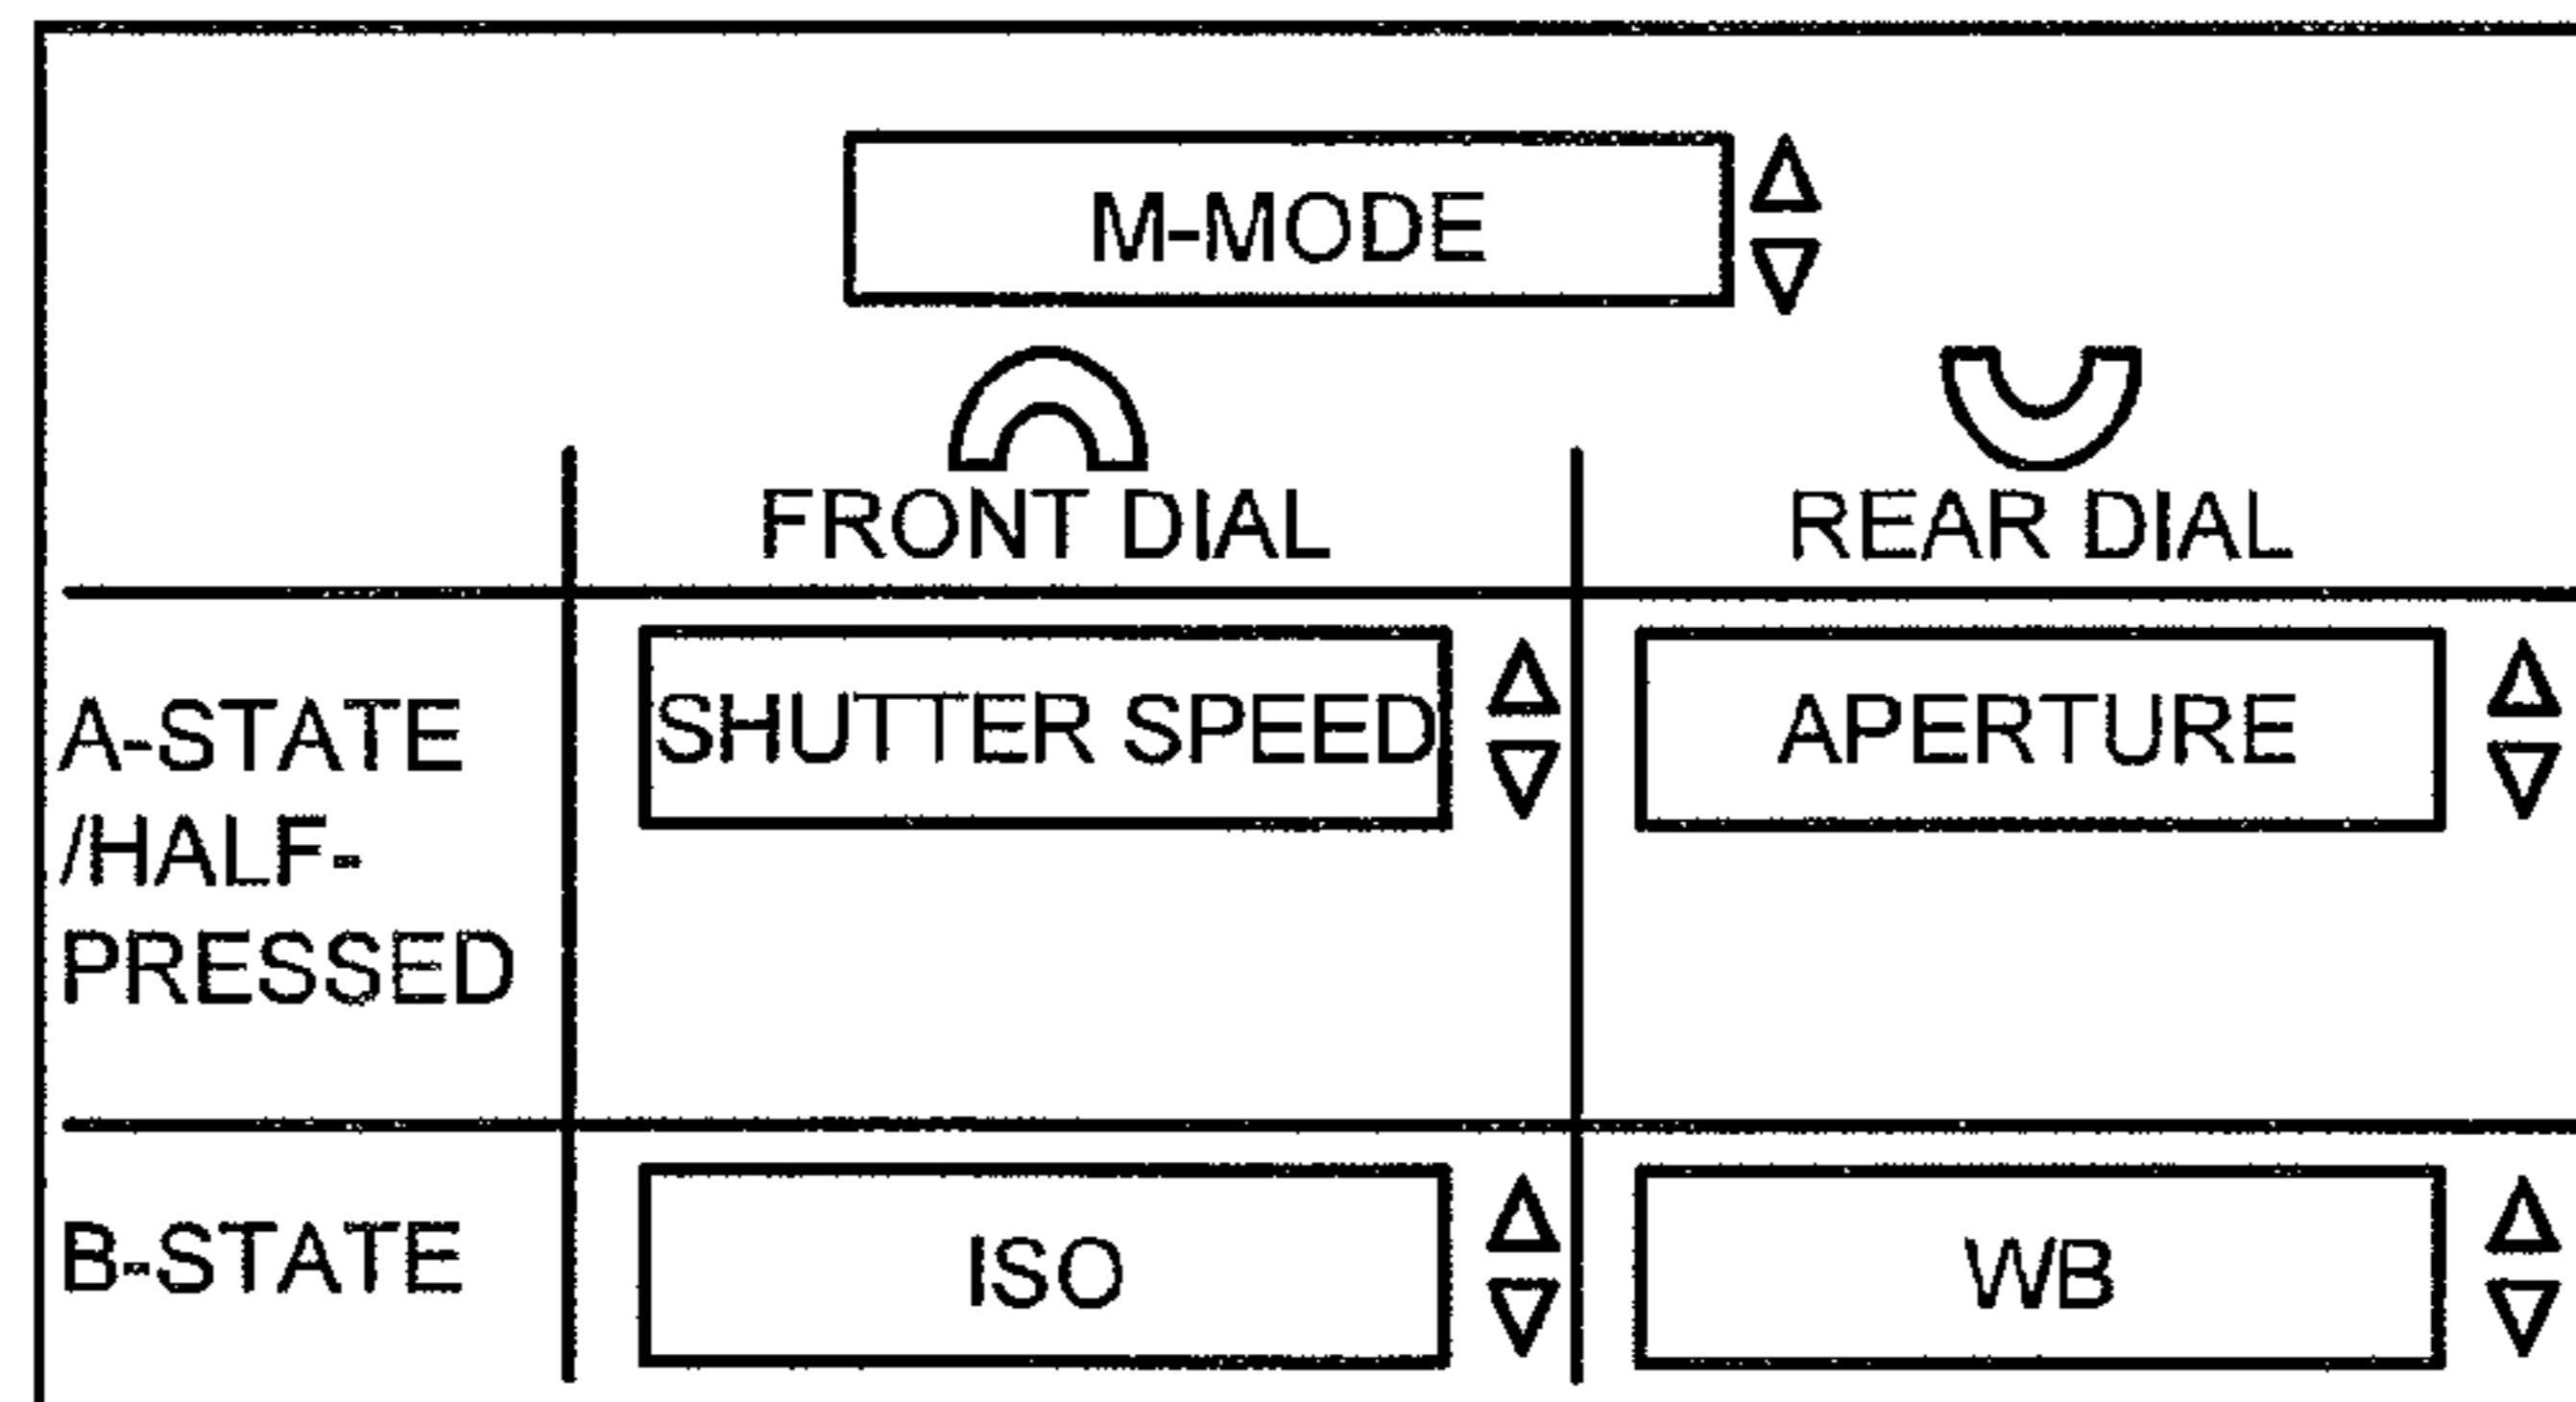 M-MODE
FRONT DIAL
REAR DIAL
A-STATE
/HALF-
PRESSED
SHUTTER SPEED
APERTURE
B-STATE
ISO
WB